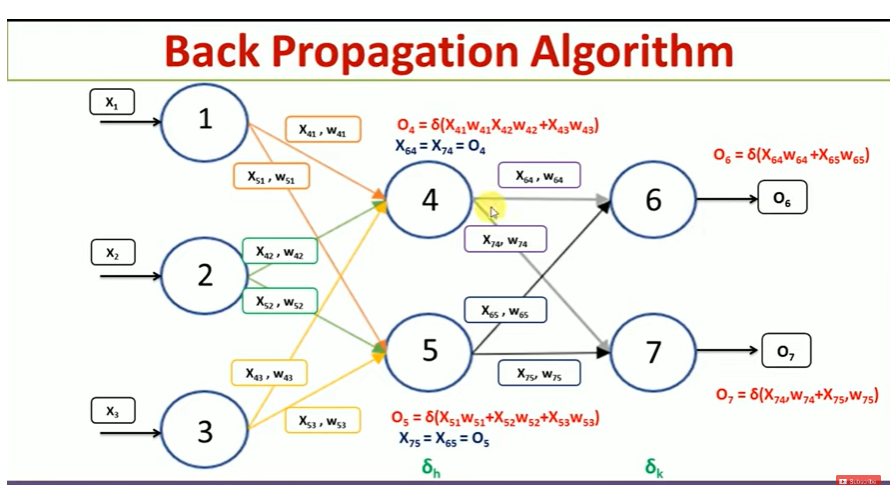 Back Propagation Algorithm
X₁
1
X₄₁ , w₄₁
O₄ = δ(X₄₁w₄₁X₄₂w₄₂+X₄₃w₄₃)
X₆₄ = X₇₄ = O₄
X₅₁ , w₅₁
X₆₄ , w₆₄
O₆ = δ(X₆₄w₆₄ +X₆₅w₆₅)
4
6
O₆
X₂
2
X₄₂ , w₄₂
X₇₄, w₇₄
X₅₂ , w₅₂
X₆₅ , w₆₅
5
7
O₇
X₄₃ , w₄₃
X₇₅, w₇₅
O₇ = δ(X₇₄,w₇₄+X₇₅,w₇₅)
X₃
3
X₅₃ , w₅₃
O₅ = δ(X₅₁w₅₁+X₅₂w₅₂+X₅₃w₅₃)
X₇₅ = X₆₅ = O₅
δₕ
δₖ
Subscribe